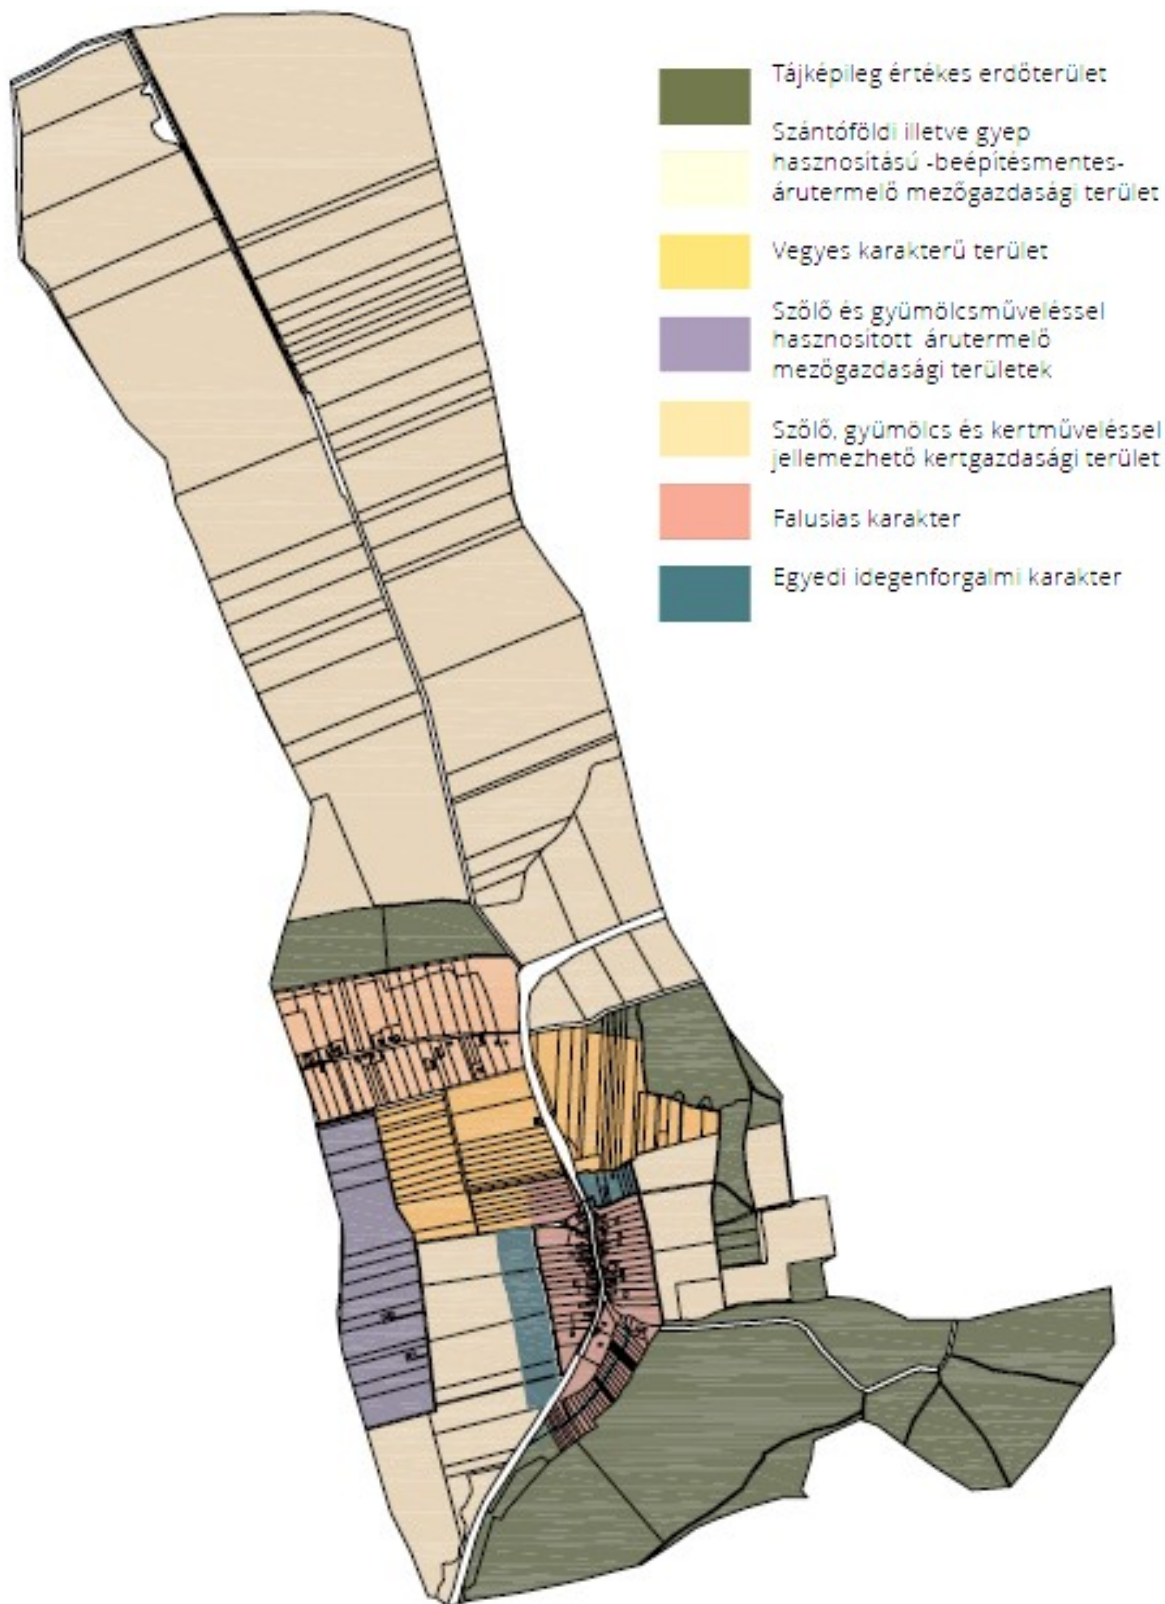 Tájképileg értékes erdőterület
Szántóföldi illetve gyep
hasznosítású -beépítésmentes-
árutermelő mezőgazdasági terület
Vegyes karakterű terület
Szőlő és gyümölcsműveléssel
hasznosított árutermelő
mezőgazdasági területek
Szőlő, gyümölcs és kertműveléssel
jellemezhető kertgazdasági terület
Falusias karakter
Egyedi idegenforgalmi karakter